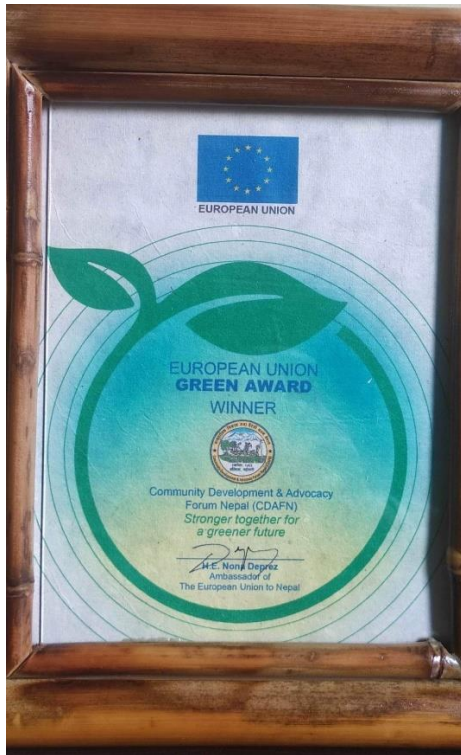 EUROPEAN UNION
EUROPEAN UNION
GREEN AWARD
WINNER
Community Development & Advocacy
Forum Nepal (CDAFN)
Stronger together for
a greener future
H.E. Nona Deprez
Ambassador of
The European Union to Nepal